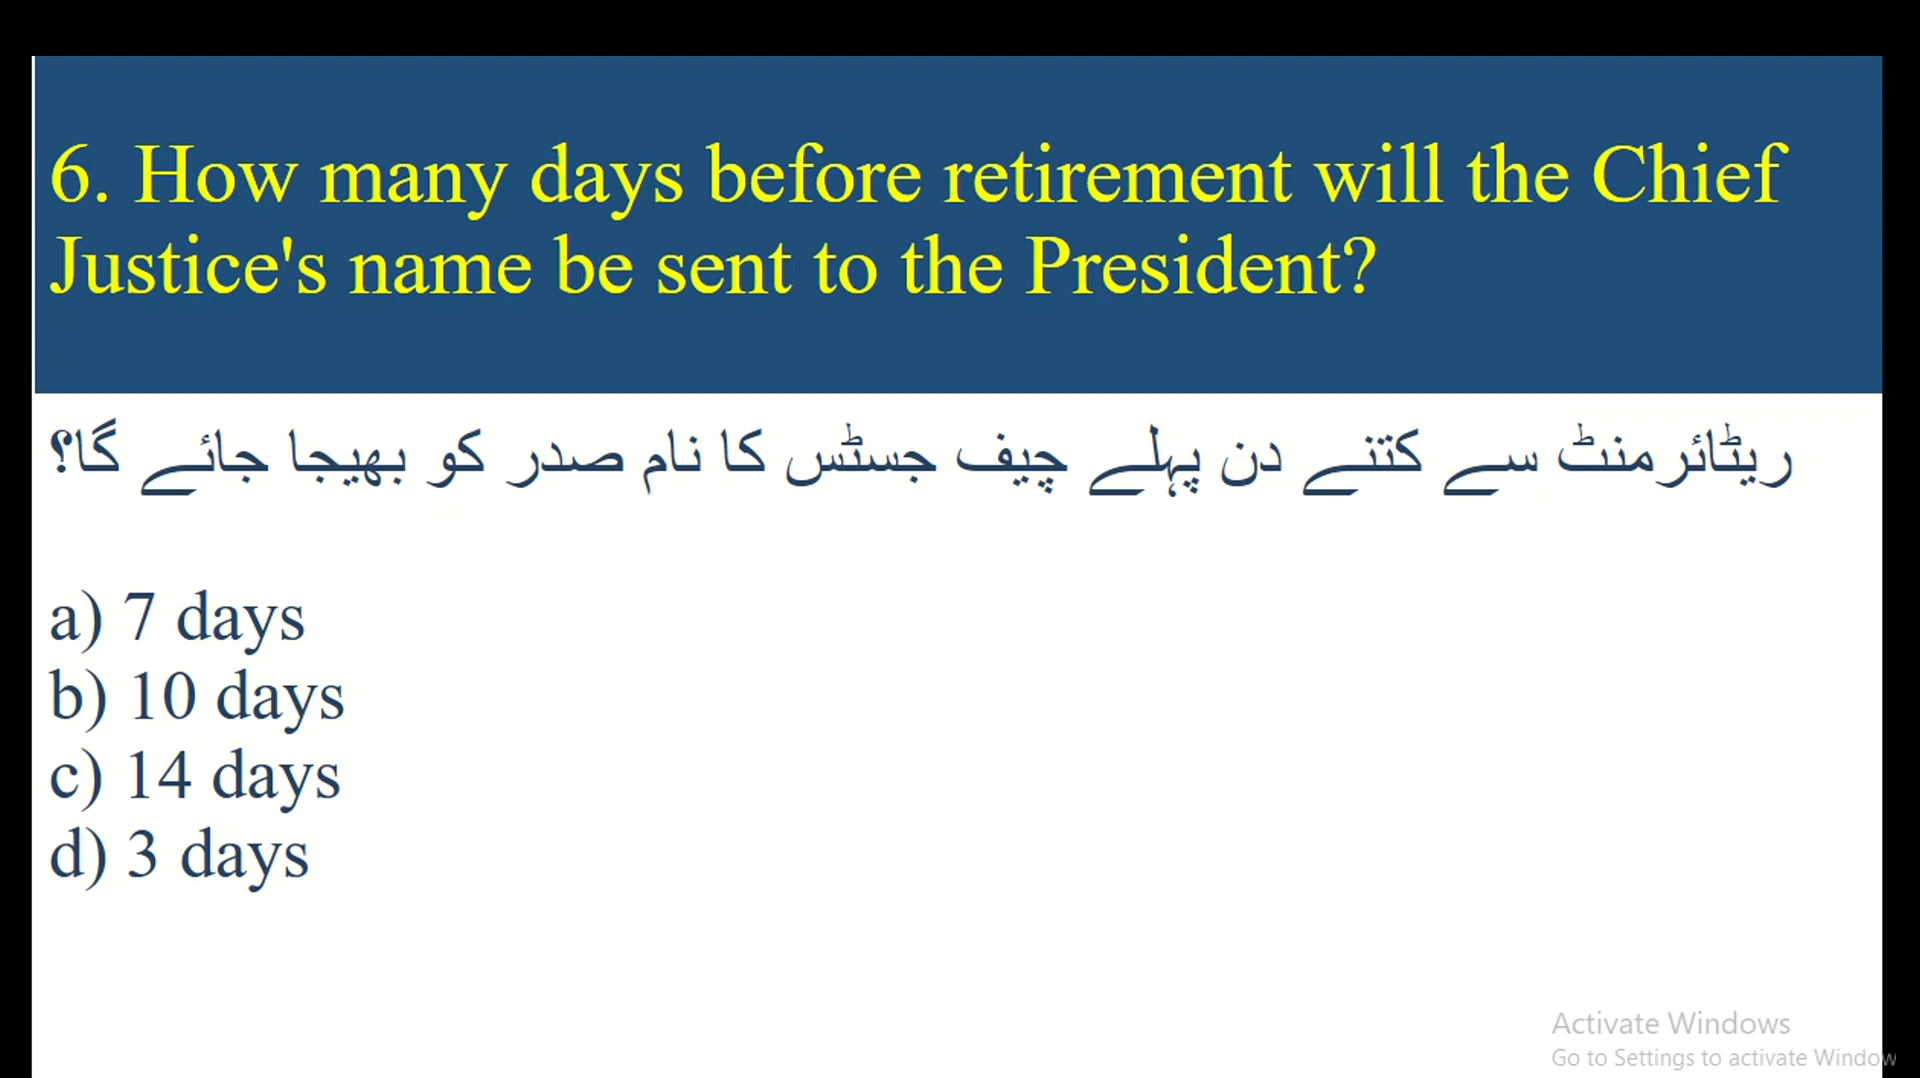 6. How many days before retirement will the Chief
Justice's name be sent to the President?
ریٹائرمنٹ سے کتنے دن پہلے چیف جسٹس کا نام صدر کو بھیجا جائے گا؟
a) 7 days
b) 10 days
c) 14 days
d) 3 days
Activate Windows
Go to Settings to activate Window